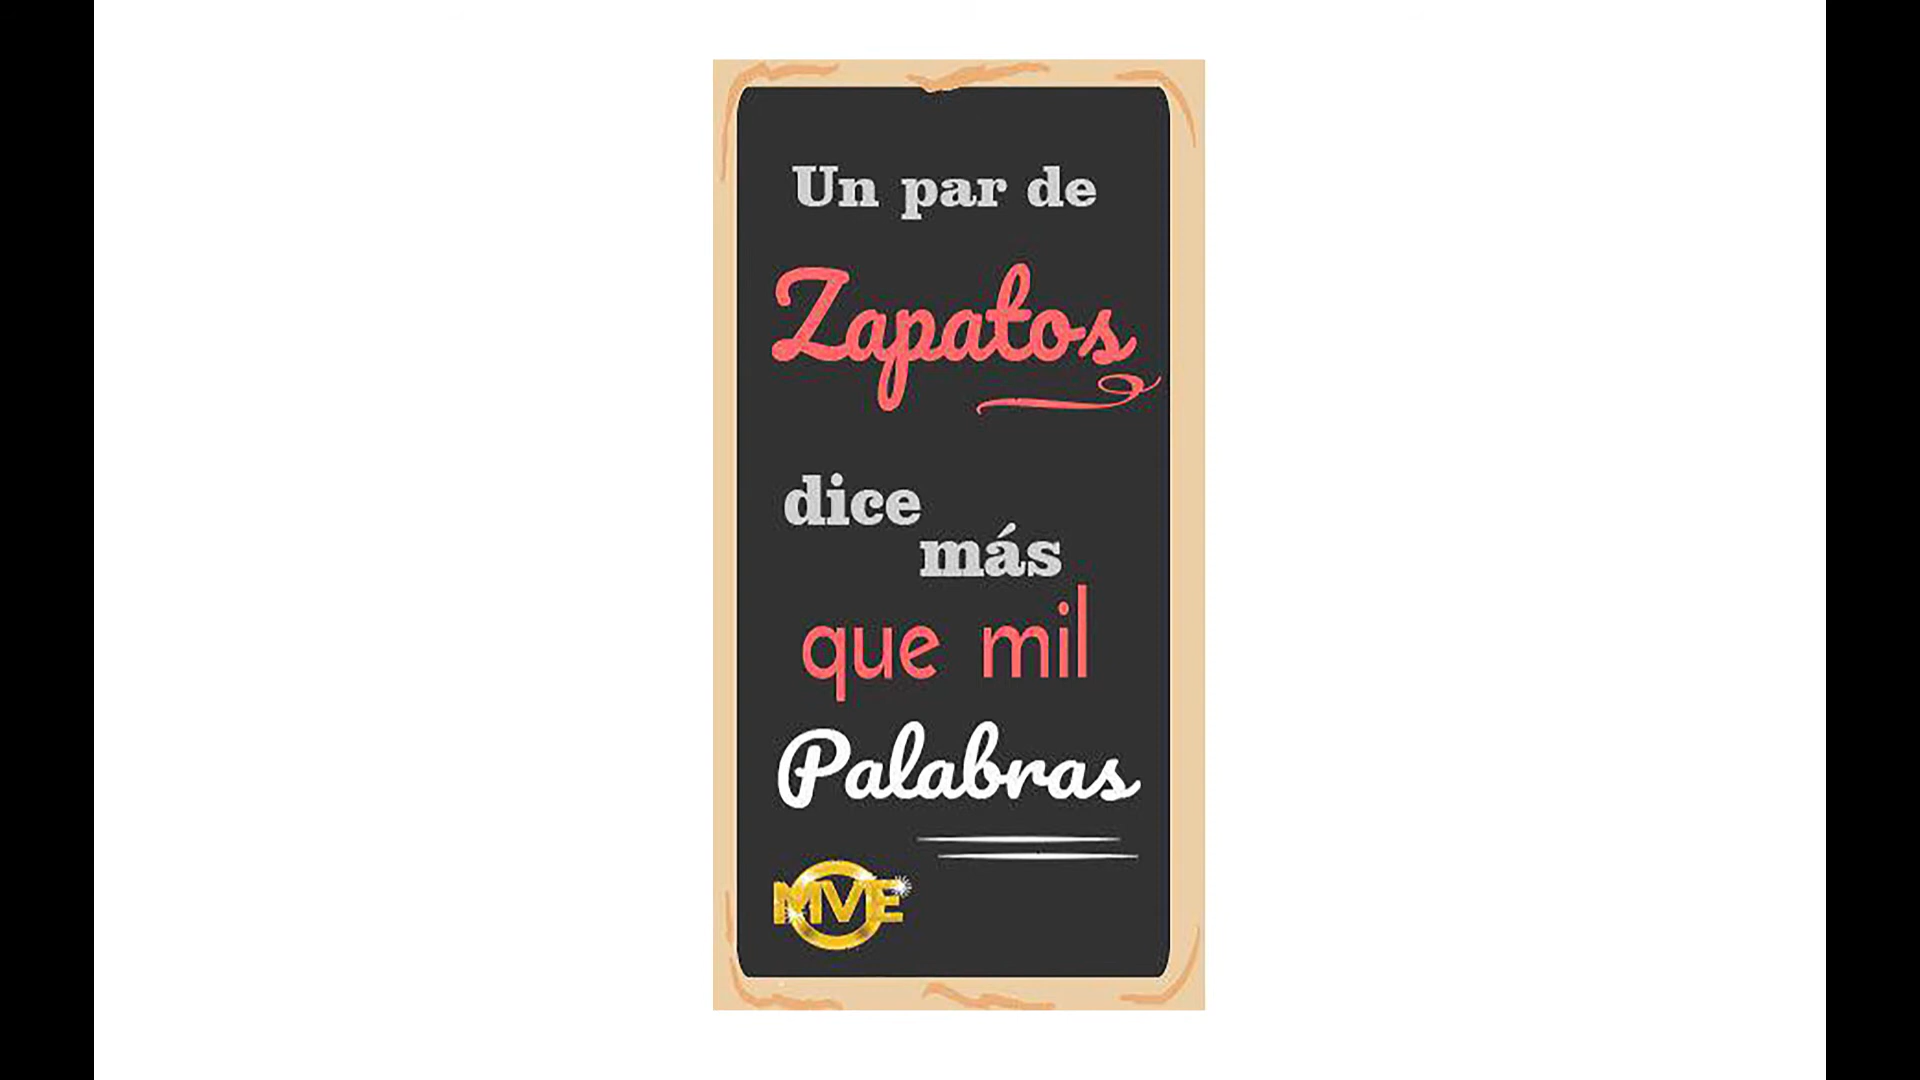 Un par de
Zapatos
dice
más
que mil
Palabras
MVE